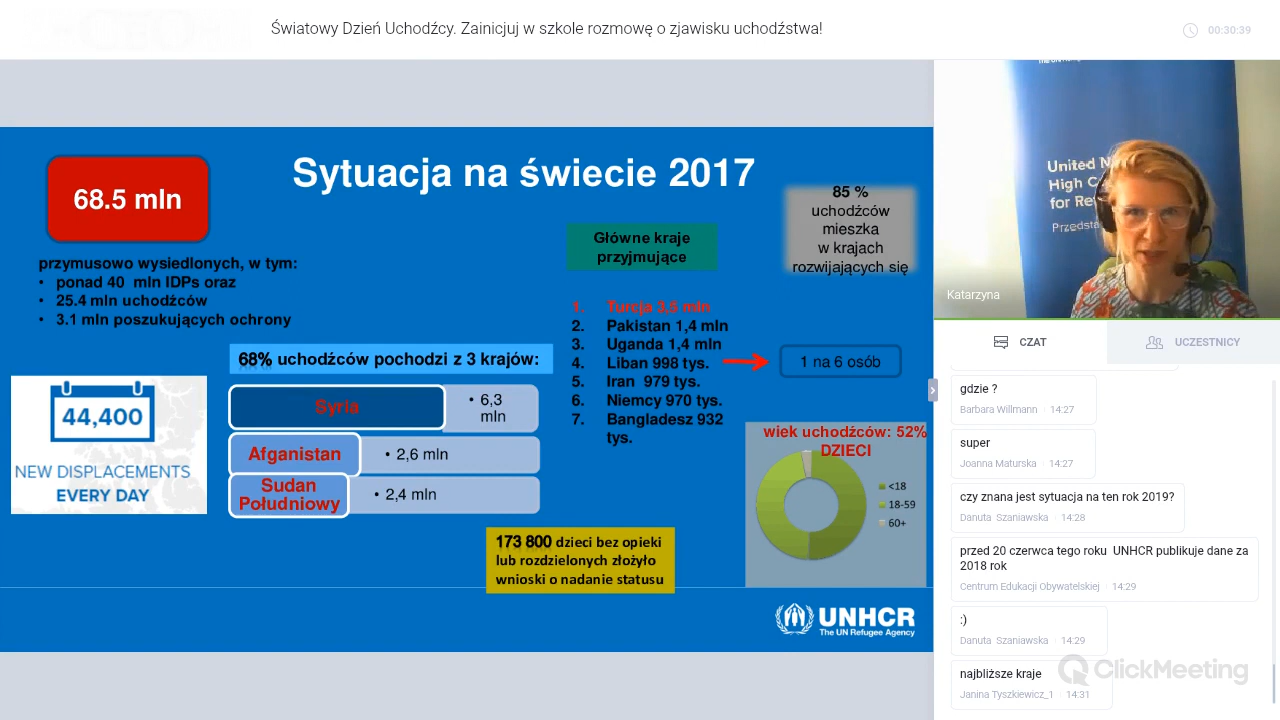 Światowy Dzień Uchodźcy. Zainicjuj w szkole rozmowę o zjawisku uchodźstwa!
00:30:39
68.5 mln
Sytuacja na świecie 2017
85 %
uchodźców
mieszka
w krajach
rozwijających się
Główne kraje
przyjmujące
przymusowo wysiedlonych, w tym:
• ponad 40 mln IDPs oraz
• 25.4 mln uchodźców
• 3.1 mln poszukujących ochrony
1. Turcja 3,5 mln
2. Pakistan 1,4 mln
3. Uganda 1,4 mln
4. Liban 998 tys.
5. Iran 979 tys.
6. Niemcy 970 tys.
7. Bangladesz 932
tys.
1 na 6 osób
68% uchodźców pochodzi z 3 krajów:
Syria
• 6,3
mln
Afganistan
• 2,6 mln
Sudan
Południowy
• 2,4 mln
44,400
NEW DISPLACEMENTS
EVERY DAY
wiek uchodźców: 52%
DZIECI
<18
18-59
60+
173 800 dzieci bez opieki
lub rozdzielonych złożyło
wnioski o nadanie statusu
UNHCR
The UN Refugee Agency
United N
High C
for Re
Przedsta
Katarzyna
CZAT
UCZESTNICY
gdzie ?
Barbara Willmann 14:27
super
Joanna Maturska 14:27
czy znana jest sytuacja na ten rok 2019?
Danuta Szaniawska 14:28
przed 20 czerwca tego roku UNHCR publikuje dane za
2018 rok
Centrum Edukacji Obywatelskiej 14:29
:)
Danuta Szaniawska 14:29
najbliższe kraje
Janina Tyszkiewicz_1 14:31
ClickMeeting